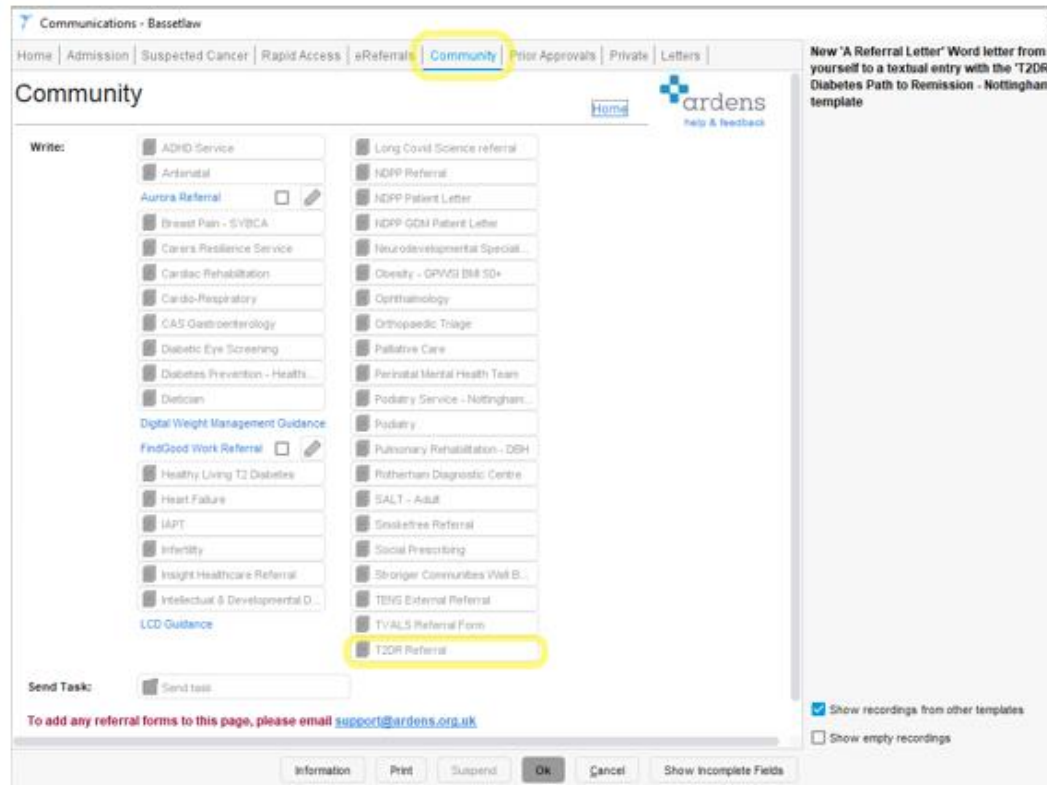 Communications - Bassetlaw
Home | Admission | Suspected Cancer | Rapid Access | eReferrals | Community | Prior Approvals | Private | Letters
Community
Home
ardens
help & feedback
Write:
ADHD Service
Antenatal
Aurora Referral
Breast Pain - SYBCA
Carers Resilience Service
Cardiac Rehabilitation
Cardio-Respiratory
CAS Gastroenterology
Diabetic Eye Screening
Diabetes Prevention - Healthi...
Dietician
Digital Weight Management Guidance
FindGood Work Referral
Healthy Living T2 Diabetes
Heart Failure
IAPT
Infertility
Insight Healthcare Referral
Intellectual & Developmental D...
LCD Guidance
Long Covid Science referral
NDPP Referral
NDPP Patient Letter
NDPP GDM Patient Letter
Neurodevelopmental Speciali...
Obesity - GPWSI BMI 50+
Ophthalmology
Orthopaedic Triage
Palliative Care
Perinatal Mental Health Team
Podiatry Service - Nottingham...
Podiatry
Pulmonary Rehabilitation - DBH
Rotherham Diagnostic Centre
SALT - Adult
Smokefree Referral
Social Prescribing
Stronger Communities Well B...
TENS External Referral
TVALS Referral Form
T2DR Referral
Send Task:
Send task
To add any referral forms to this page, please email support@ardens.org.uk
New 'A Referral Letter' Word letter from
yourself to a textual entry with the 'T2DR
Diabetes Path to Remission - Nottingham
template
Show recordings from other templates
Show empty recordings
Information
Print
Suspend
Ok
Cancel
Show Incomplete Fields